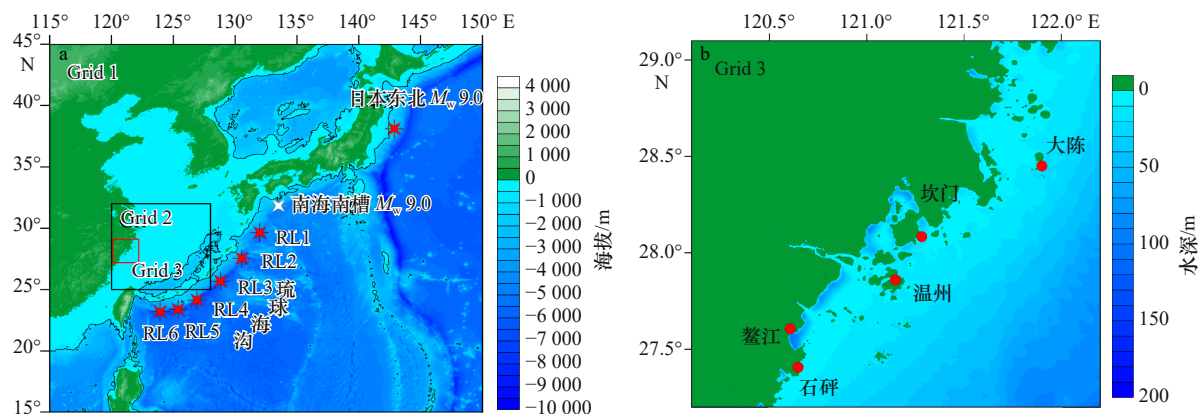 115° 120° 125° 130° 135° 140° 145° 150° E
45°
N
40°
35°
30°
25°
20°
15°
a
Grid 1
日本东北 Mw 9.0
南海南槽 Mw 9.0
Grid 2
Grid 3
RL1
RL2
RL3
RL4
RL5
RL6
琉球海沟
4 000
3 000
2 000
1 000
0
−1 000
−2 000
−3 000
−4 000
−5 000
−6 000
−7 000
−8 000
−9 000
−10 000
海拔/m
120.5° 121.0° 121.5° 122.0° E
29.0°
N
28.5°
28.0°
27.5°
b
Grid 3
大陈
坎门
温州
鳌江
石砰
0
50
100
150
200
水深/m